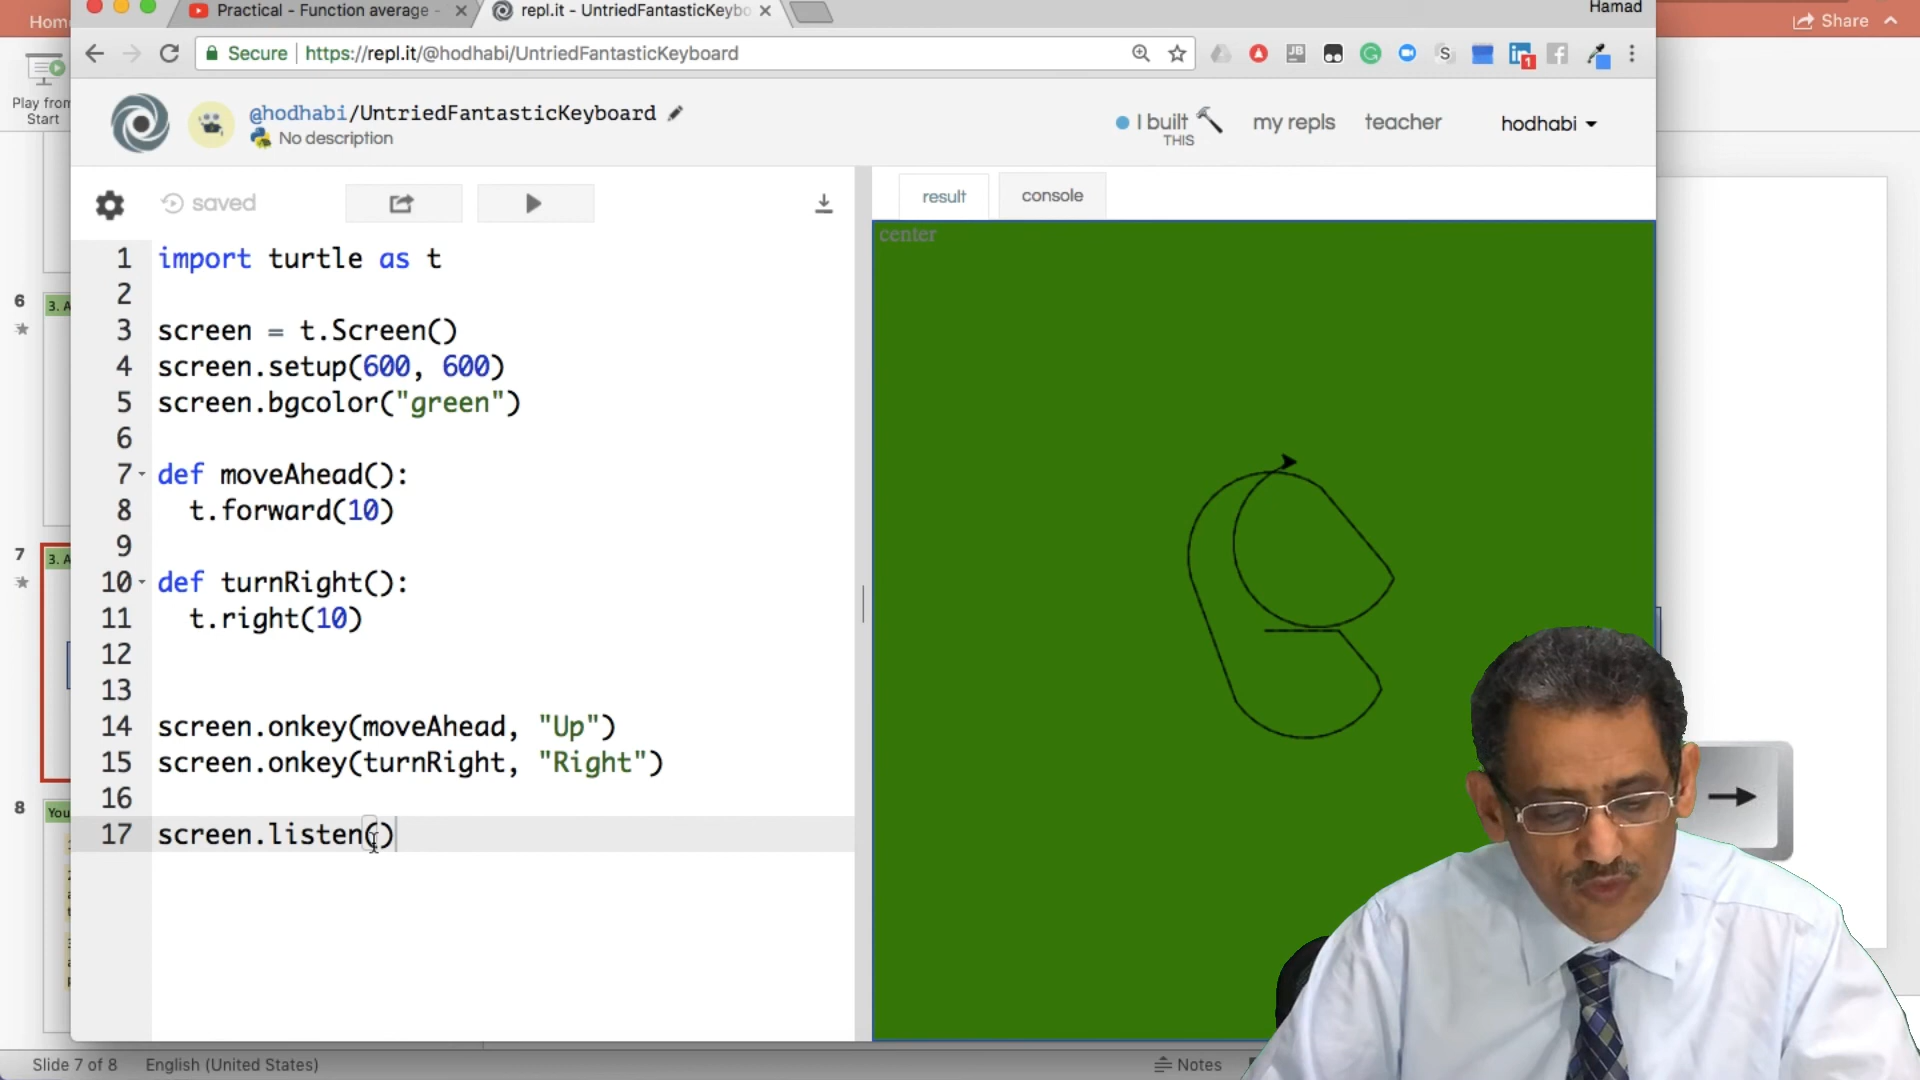 Home
Practical - Function average -
repl.it - UntriedFantasticKeybo
Hamad
Share
Secure https://repl.it/@hodhabi/UntriedFantasticKeyboard
Play from
Start
@hodhabi/UntriedFantasticKeyboard
No description
I built
THIS
my repls
teacher
hodhabi
saved
result
console
center
1 import turtle as t
2
3 screen = t.Screen()
4 screen.setup(600, 600)
5 screen.bgcolor("green")
6
7 def moveAhead():
8 t.forward(10)
9
10 def turnRight():
11 t.right(10)
12
13
14 screen.onkey(moveAhead, "Up")
15 screen.onkey(turnRight, "Right")
16
17 screen.listen()
6
3. A
7
3. A
8
You
Slide 7 of 8
English (United States)
Notes